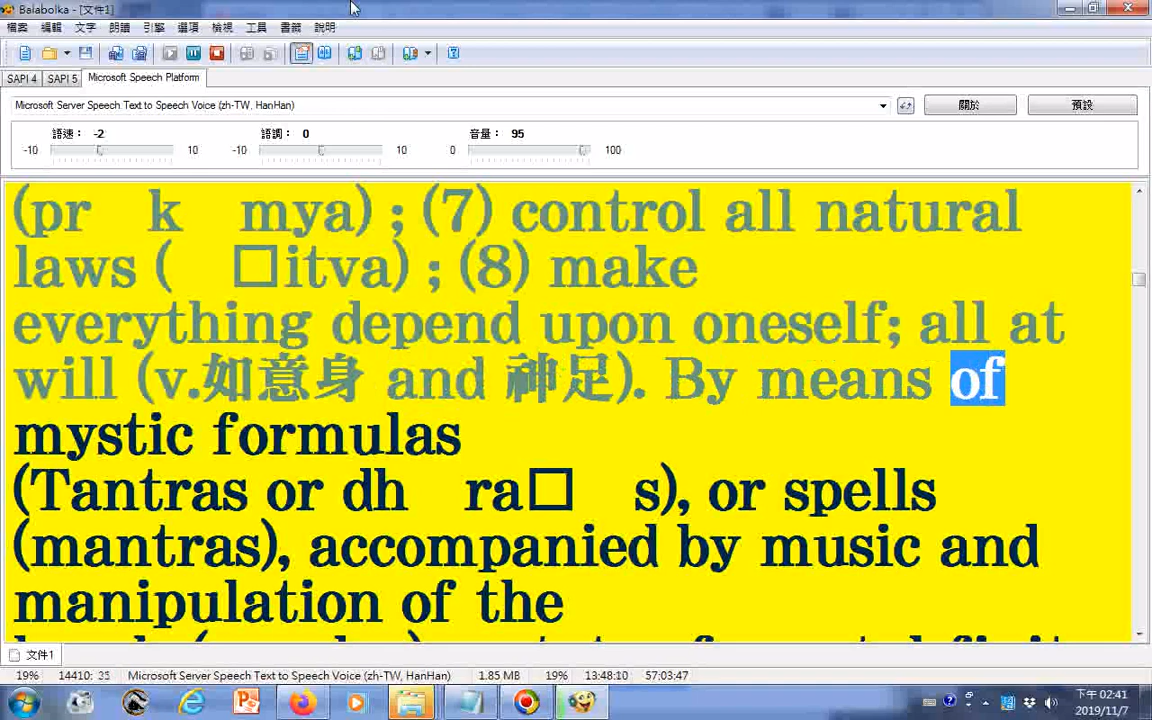 Balabolka - [文件1]
檔案 編輯 文字 朗讀 引擎 選項 檢視 工具 書籤 說明
SAPI 4 SAPI 5 Microsoft Speech Platform
Microsoft Server Speech Text to Speech Voice (zh-TW, HanHan) 關於 預設
語速： -2 語調： 0 音量： 95
-10 10 -10 10 0 100
(pr k mya) ; (7) control all natural
laws ( □itva) ; (8) make
everything depend upon oneself; all at
will (v.如意身 and 神足). By means of
mystic formulas
(Tantras or dh ra□ s), or spells
(mantras), accompanied by music and
manipulation of the
文件1
19% 14410: 35 Microsoft Server Speech Text to Speech Voice (zh-TW, HanHan) 1.85 MB 19% 13:48:10 57:03:47
下午 02:41
2019/11/7